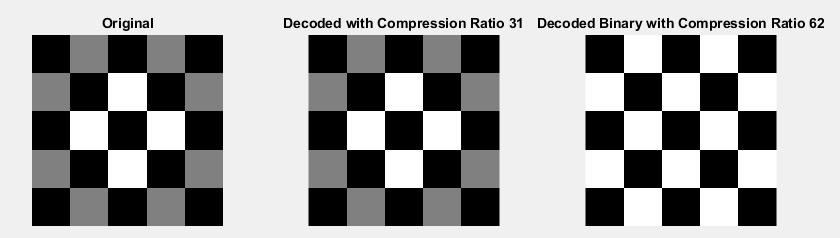 Original
Decoded with Compression Ratio 31
Decoded Binary with Compression Ratio 62